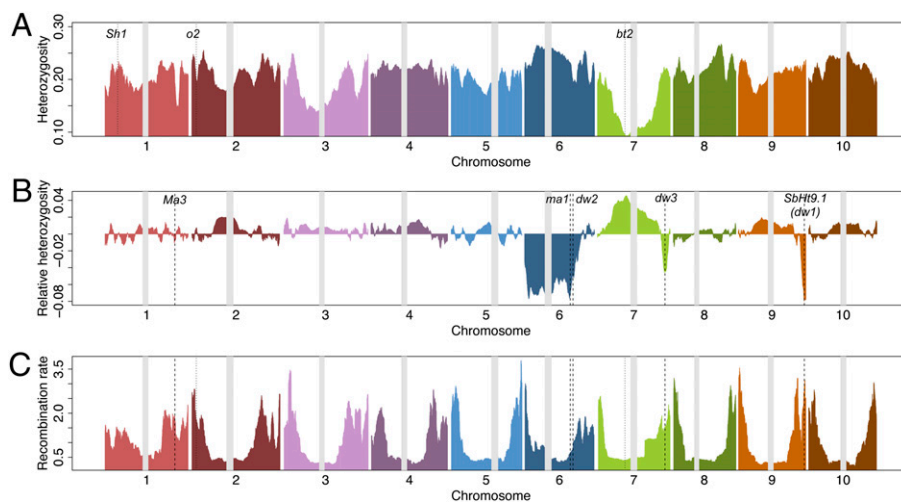 A
Heterozygosity
0.30
0.20
0.10
Sh1 o2 bt2
1 2 3 4 5 6 7 8 9 10
Chromosome
B
Relative heterozygosity
0.04
−0.02
−0.08
Ma3 ma1 dw2 dw3 SbHt9.1
(dw1)
1 2 3 4 5 6 7 8 9 10
Chromosome
C
Recombination rate
3.5
2.0
0.5
1 2 3 4 5 6 7 8 9 10
Chromosome